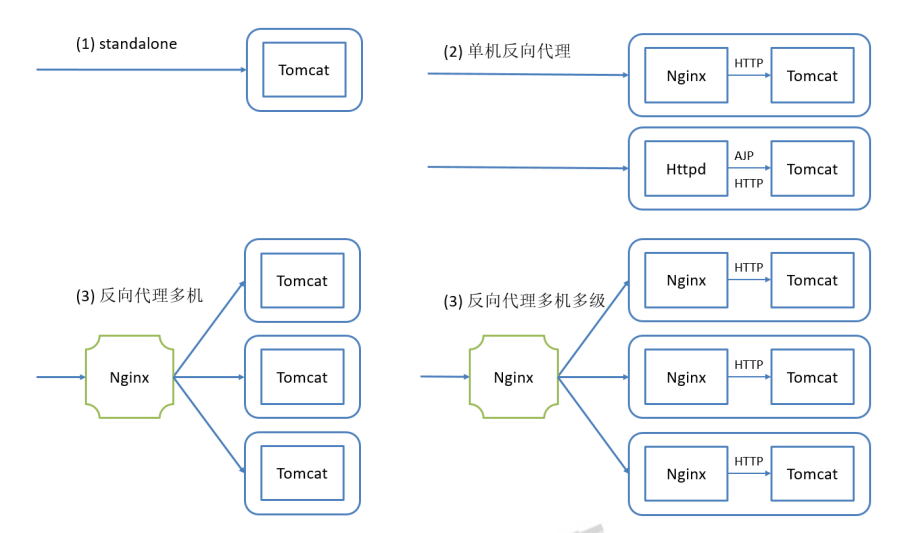 (1) standalone
Tomcat
(2) 单机反向代理
Nginx
HTTP
Tomcat
Httpd
AJP
HTTP
Tomcat
(3) 反向代理多机
Nginx
Tomcat
Tomcat
Tomcat
(3) 反向代理多机多级
Nginx
Nginx
HTTP
Tomcat
Nginx
HTTP
Tomcat
Nginx
HTTP
Tomcat